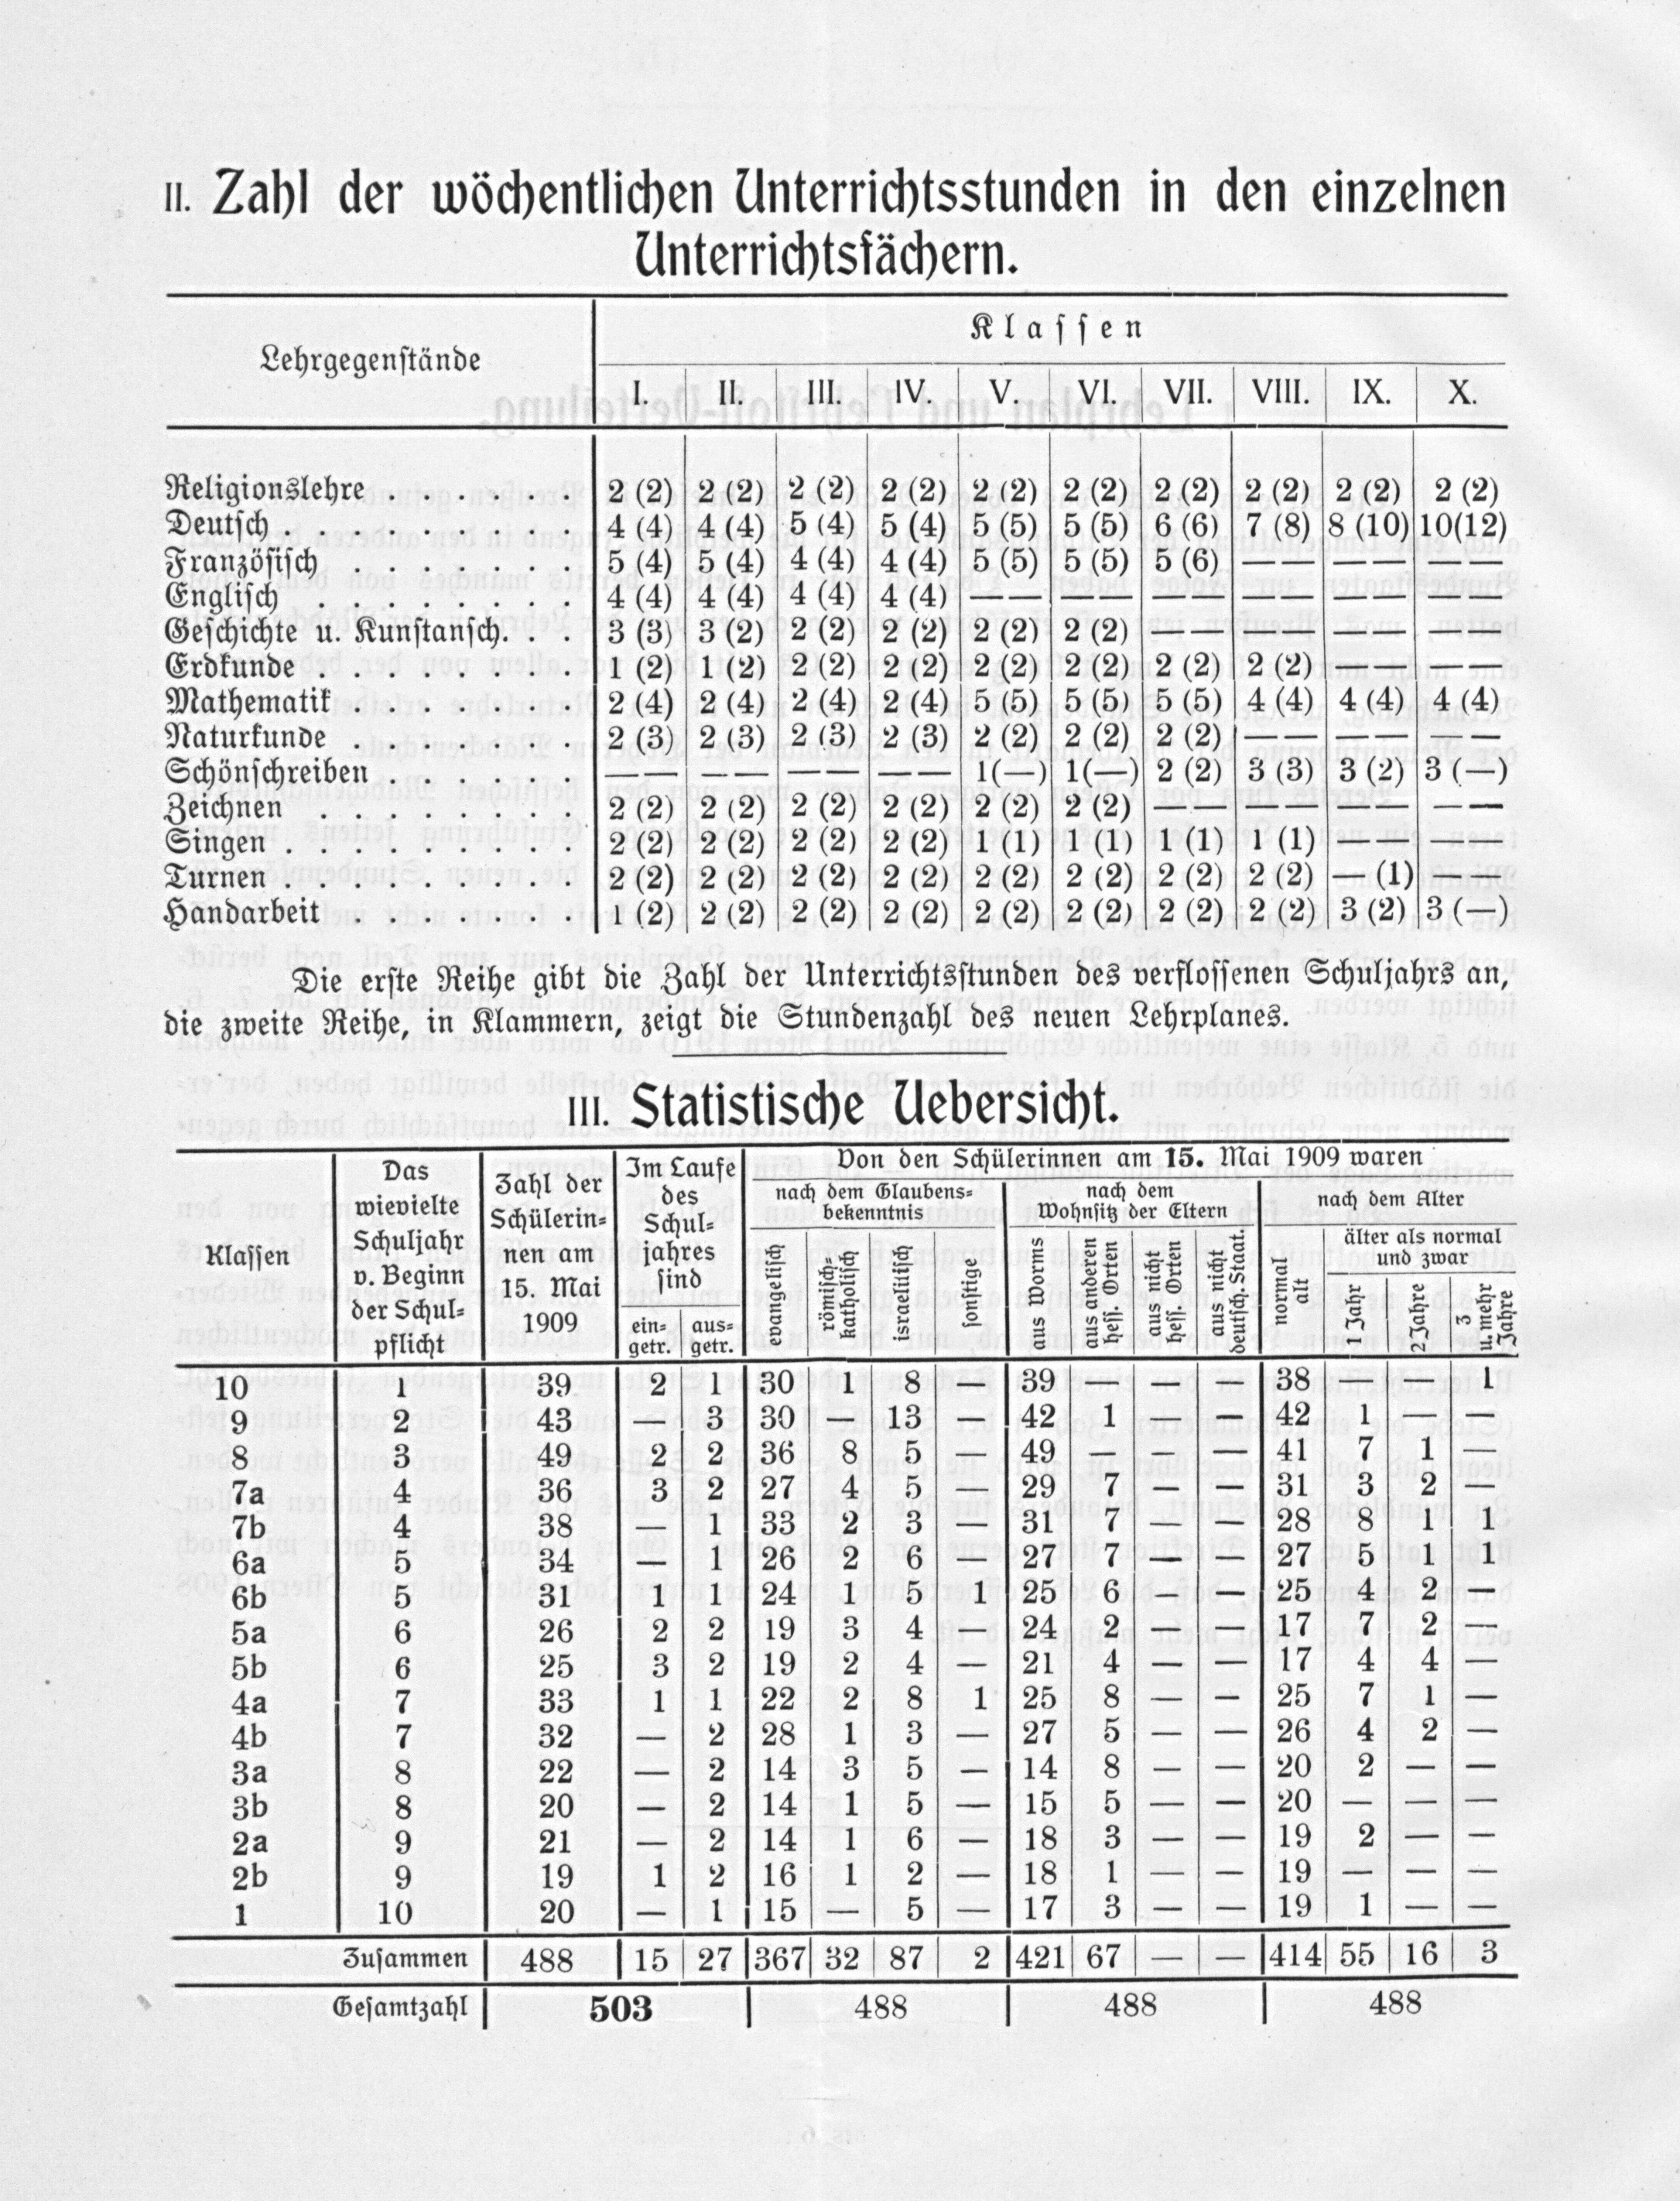 II. Zahl der wöchentlichen Unterrichtsstunden in den einzelnen
Unterrichtsfächern.
Lehrgegenstände
Klassen
I. II. III. IV. V. VI. VII. VIII. IX. X.
Religionslehre . . . . . . 2 (2) 2 (2) 2 (2) 2 (2) 2 (2) 2 (2) 2 (2) 2 (2) 2 (2) 2 (2)
Deutsch . . . . . . . . . 4 (4) 4 (4) 5 (4) 5 (4) 5 (5) 5 (5) 6 (6) 7 (8) 8 (10) 10(12)
Französisch . . . . . . . 5 (4) 5 (4) 4 (4) 4 (4) 5 (5) 5 (5) 5 (6) — — — — — —
Englisch . . . . . . . . 4 (4) 4 (4) 4 (4) 4 (4) — — — — — — — — — — — —
Geschichte u. Kunstansch. . . 3 (3) 3 (2) 2 (2) 2 (2) 2 (2) 2 (2) — — — — — — — —
Erdkunde . . . . . . . . 1 (2) 1 (2) 2 (2) 2 (2) 2 (2) 2 (2) 2 (2) 2 (2) — — — —
Mathematik . . . . . . . 2 (4) 2 (4) 2 (4) 2 (4) 5 (5) 5 (5) 5 (5) 4 (4) 4 (4) 4 (4)
Naturkunde . . . . . . . 2 (3) 2 (3) 2 (3) 2 (3) 2 (2) 2 (2) 2 (2) — — — — — —
Schönschreiben . . . . . . — — — — — — — — 1(—) 1(—) 2 (2) 3 (3) 3 (2) 3 (—)
Zeichnen . . . . . . . . 2 (2) 2 (2) 2 (2) 2 (2) 2 (2) 2 (2) — — — — — — — —
Singen . . . . . . . . . 2 (2) 2 (2) 2 (2) 2 (2) 1 (1) 1 (1) 1 (1) 1 (1) — — — —
Turnen . . . . . . . . . 2 (2) 2 (2) 2 (2) 2 (2) 2 (2) 2 (2) 2 (2) 2 (2) — (1) — —
Handarbeit . . . . . . . 1 (2) 2 (2) 2 (2) 2 (2) 2 (2) 2 (2) 2 (2) 2 (2) 3 (2) 3 (—)
Die erste Reihe gibt die Zahl der Unterrichtsstunden des verflossenen Schuljahrs an,
die zweite Reihe, in Klammern, zeigt die Stundenzahl des neuen Lehrplanes.
III. Statistische Uebersicht.
Klassen
Das
wievielte
Schuljahr
v. Beginn
der Schul=
pflicht
Zahl der
Schülerin=
nen am
15. Mai
1909
Im Laufe
des
Schul=
jahres
sind
ein= aus=
getr. getr.
Von den Schülerinnen am 15. Mai 1909 waren
nach dem Glaubens=
bekenntnis
evangelisch
römisch=
katholisch
israelitisch
sonstige
nach dem
Wohnsitz der Eltern
aus Worms
aus anderen
hess. Orten
aus nicht
hess. Orten
aus nicht
deutsch. Staat.
nach dem Alter
normal
alt
älter als normal
und zwar
1 Jahr
2 Jahre
3
u. mehr
Jahre
10 1 39 2 1 30 1 8 — 39 — — — 38 — — 1
9 2 43 — 3 30 — 13 — 42 1 — — 42 1 — —
8 3 49 2 2 36 8 5 — 49 — — — 41 7 1 —
7a 4 36 3 2 27 4 5 — 29 7 — — 31 3 2 —
7b 4 38 — 1 33 2 3 — 31 7 — — 28 8 1 1
6a 5 34 — 1 26 2 6 — 27 7 — — 27 5 1 1
6b 5 31 1 1 24 1 5 1 25 6 — — 25 4 2 —
5a 6 26 2 2 19 3 4 — 24 2 — — 17 7 2 —
5b 6 25 3 2 19 2 4 — 21 4 — — 17 4 4 —
4a 7 33 1 1 22 2 8 1 25 8 — — 25 7 1 —
4b 7 32 — 2 28 1 3 — 27 5 — — 26 4 2 —
3a 8 22 — 2 14 3 5 — 14 8 — — 20 2 — —
3b 8 20 — 2 14 1 5 — 15 5 — — 20 — — —
2a 9 21 — 2 14 1 6 — 18 3 — — 19 2 — —
2b 9 19 1 2 16 1 2 — 18 1 — — 19 — — —
1 10 20 — 1 15 — 5 — 17 3 — — 19 1 — —
Zusammen 488 15 27 367 32 87 2 421 67 — — 414 55 16 3
Gesamtzahl 503 488 488 488